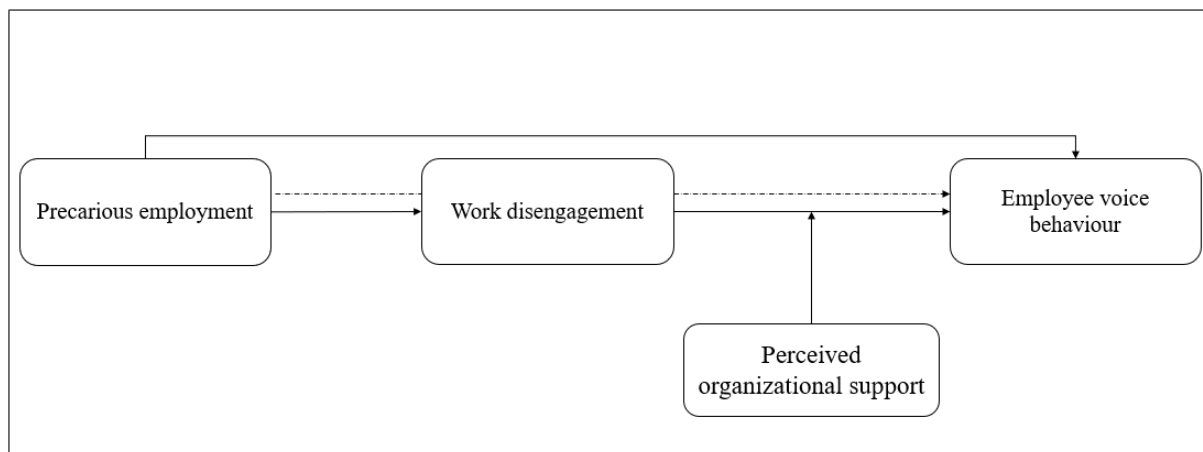 Precarious employment
Work disengagement
Employee voice
behaviour
Perceived
organizational support